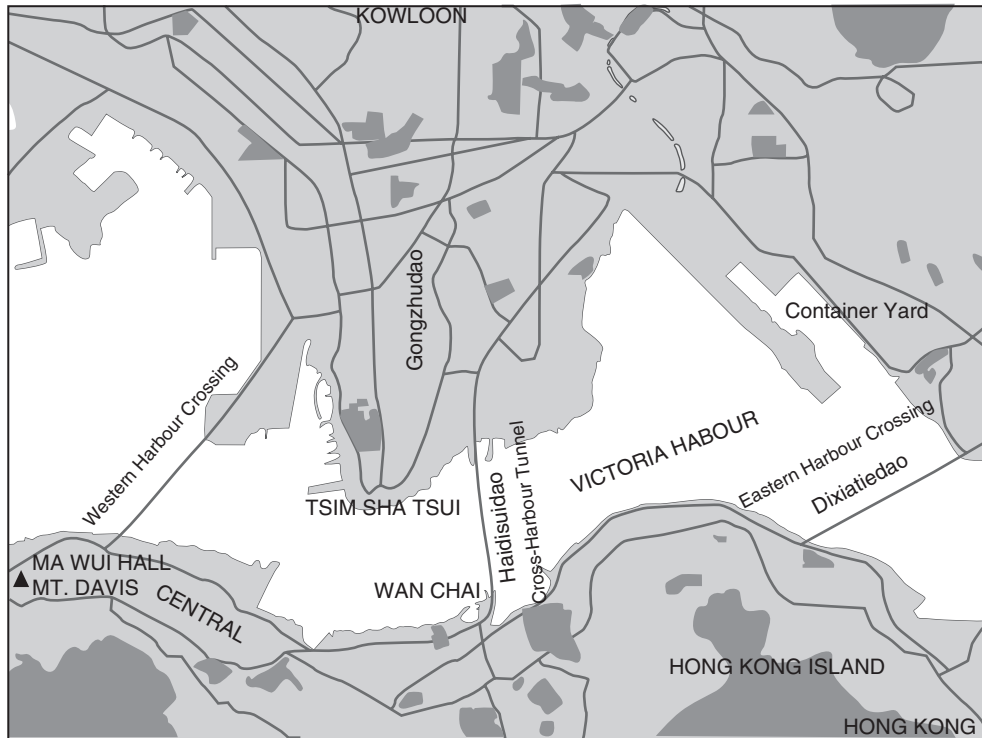 KOWLOON
Gongzhudao
Container Yard
Western Harbour Crossing
VICTORIA HABOUR
Eastern Harbour Crossing
Dixiatiedao
TSIM SHA TSUI
Haidisuidao
Cross-Harbour Tunnel
MA WUI HALL
MT. DAVIS
CENTRAL
WAN CHAI
HONG KONG ISLAND
HONG KONG